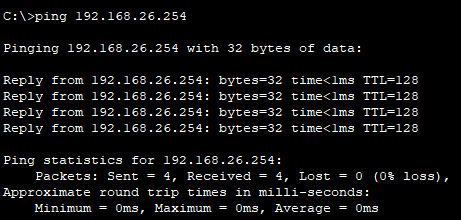 C:\>ping 192.168.26.254
Pinging 192.168.26.254 with 32 bytes of data:
Reply from 192.168.26.254: bytes=32 time<1ms TTL=128
Reply from 192.168.26.254: bytes=32 time<1ms TTL=128
Reply from 192.168.26.254: bytes=32 time<1ms TTL=128
Reply from 192.168.26.254: bytes=32 time<1ms TTL=128
Ping statistics for 192.168.26.254:
    Packets: Sent = 4, Received = 4, Lost = 0 (0% loss),
Approximate round trip times in milli-seconds:
    Minimum = 0ms, Maximum = 0ms, Average = 0ms